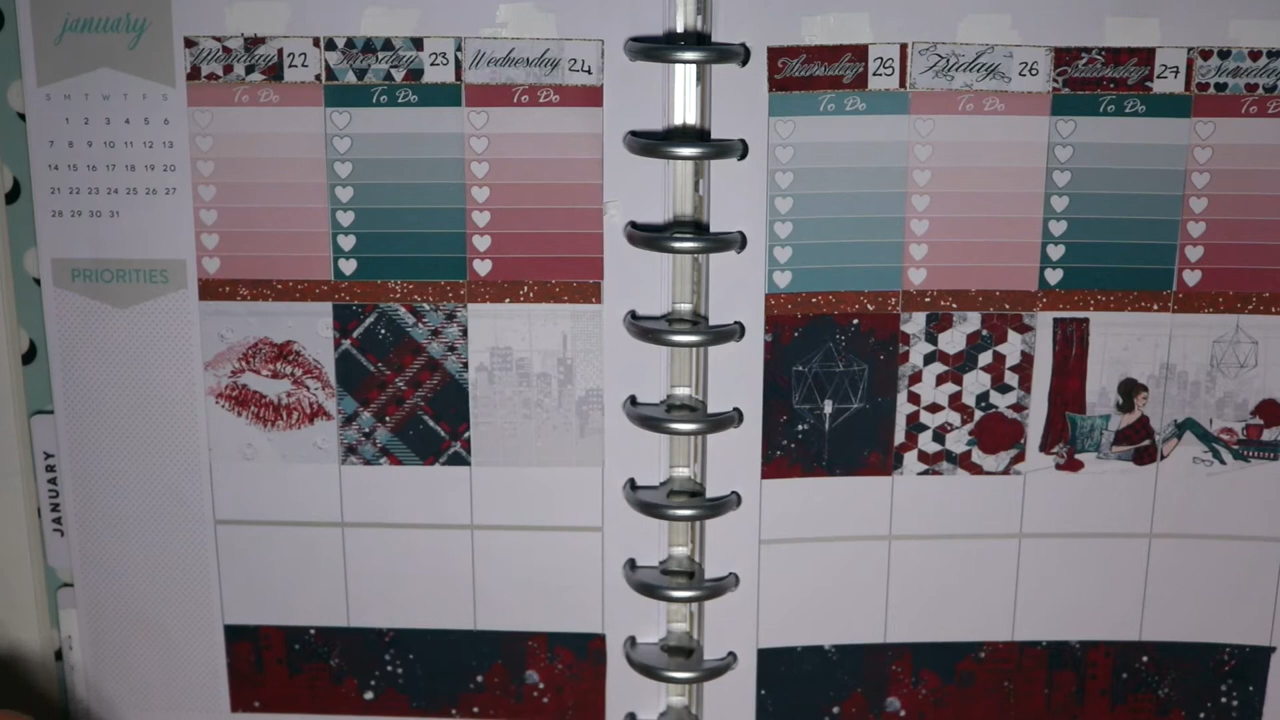 january
S M T W T F S
1 2 3 4 5 6
7 8 9 10 11 12 13
14 15 16 17 18 19 20
21 22 23 24 25 26 27
28 29 30 31
PRIORITIES
JANUARY
Monday 22
Tuesday 23
Wednesday 24
To Do
To Do
To Do
Thursday 25
Friday 26
Saturday 27
To Do
To Do
To Do
To D